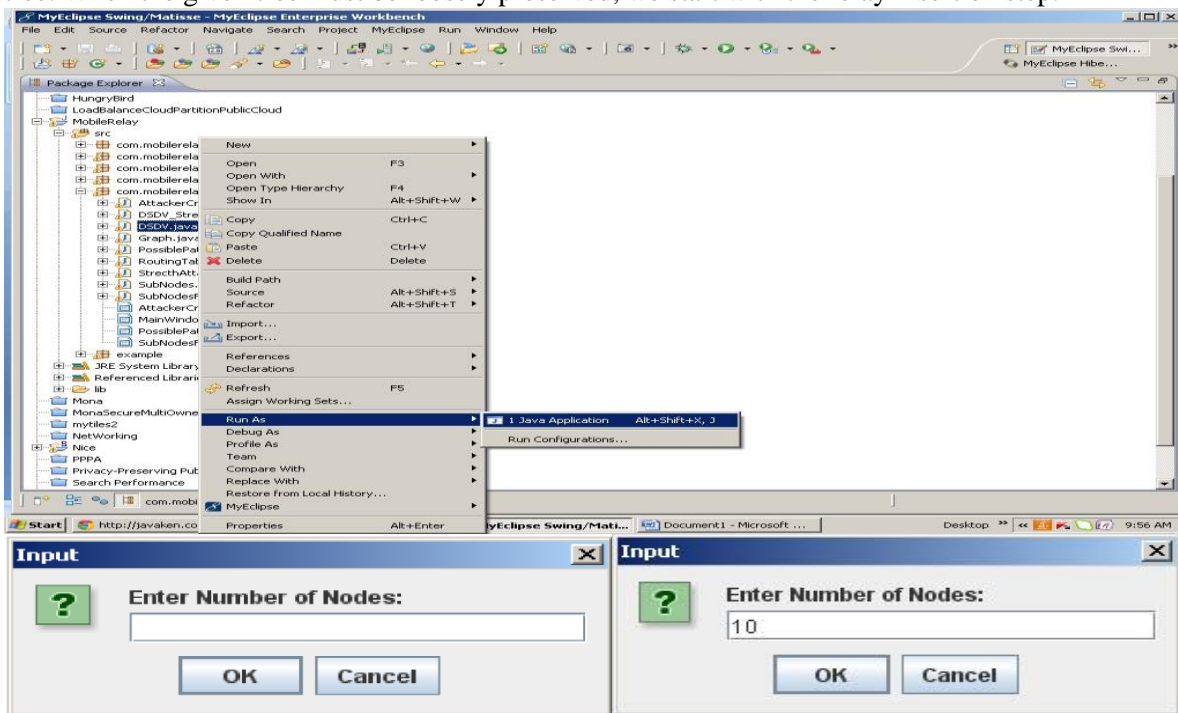 MyEclipse Swing/Matisse - MyEclipse Enterprise Workbench
File Edit Source Refactor Navigate Search Project MyEclipse Run Window Help
MyEclipse Swi...
MyEclipse Hibe...
Package Explorer
HungryBird
LoadBalanceCloudPartitionPublicCloud
MobileRelay
src
com.mobilerela
com.mobilerela
com.mobilerela
com.mobilerela
com.mobilerela
AttackerCr
DSDV_Stre
DSDV.java
Graph.java
PossiblePal
RoutingTab
StrecthAtt
SubNodes.
SubNodesF
AttackerCr
MainWindo
PossiblePal
SubNodesF
example
JRE System Library
Referenced Librari
lib
Mona
MonaSecureMultiOwne
mytiles2
NetWorking
Nice
PPPA
Privacy-Preserving Pub
Search Performance
New
Open F3
Open With
Open Type Hierarchy F4
Show In Alt+Shift+W
Copy Ctrl+C
Copy Qualified Name
Paste Ctrl+V
Delete Delete
Build Path
Source Alt+Shift+S
Refactor Alt+Shift+T
Import...
Export...
References
Declarations
Refresh F5
Assign Working Sets...
Run As
Debug As
Profile As
Team
Compare With
Replace With
Restore from Local History...
MyEclipse
Properties Alt+Enter
1 Java Application Alt+Shift+X, J
Run Configurations...
com.mobi
Start http://javaken.co yEclipse Swing/Mati... Document1 - Microsoft ... Desktop 9:56 AM
Input
Enter Number of Nodes:
OK Cancel
Input
Enter Number of Nodes:
10
OK Cancel